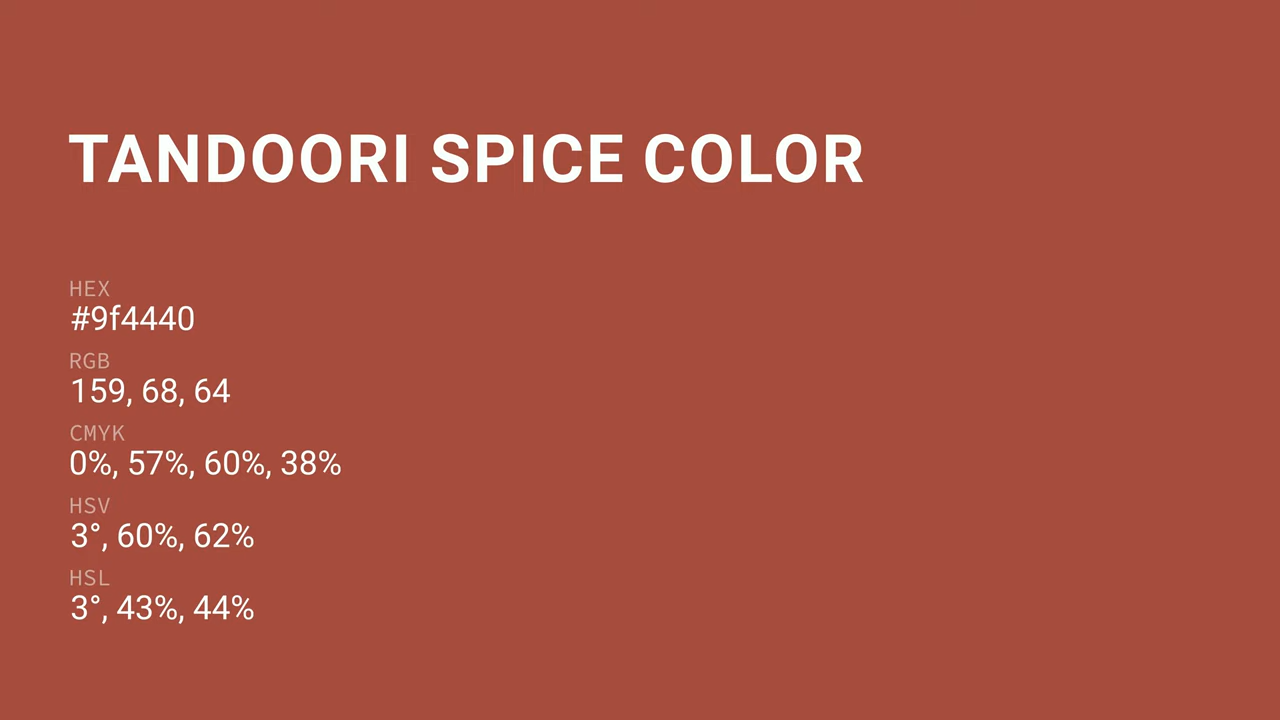 TANDOORI SPICE COLOR
HEX
#9f4440
RGB
159, 68, 64
CMYK
0%, 57%, 60%, 38%
HSV
3°, 60%, 62%
HSL
3°, 43%, 44%